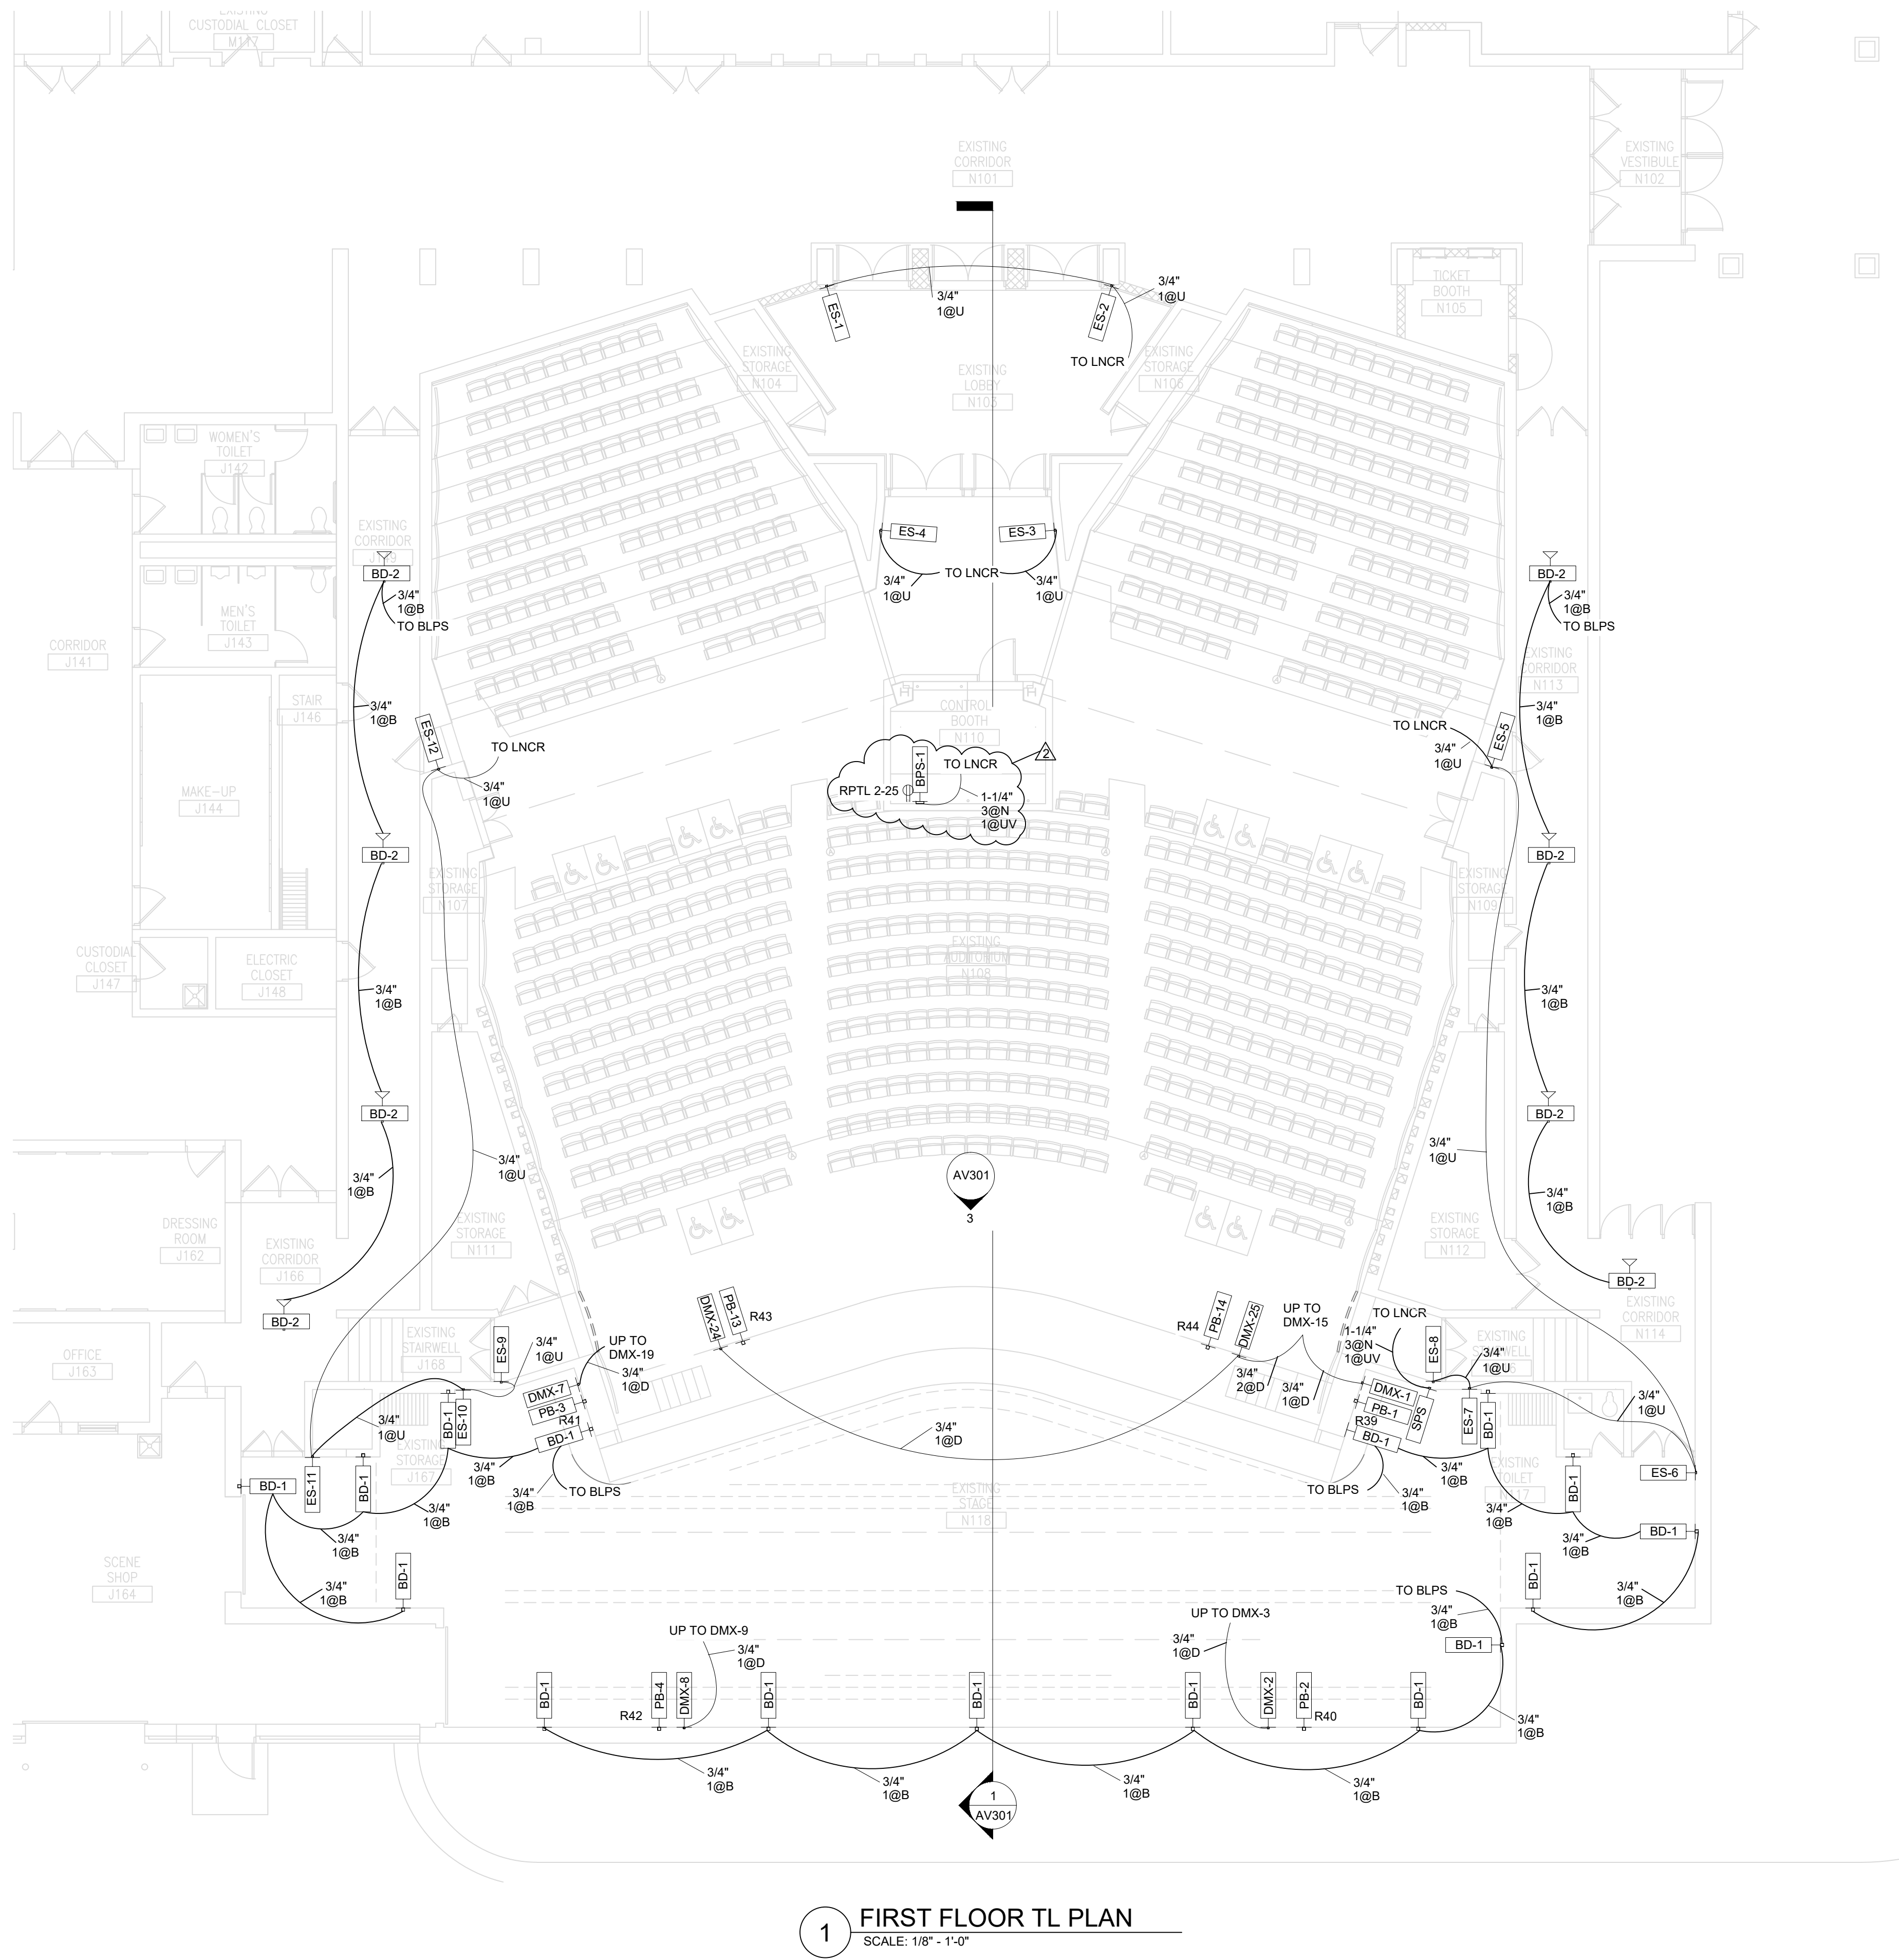 EXISTING
CUSTODIAL CLOSET
M117
EXISTING
CORRIDOR
N101
EXISTING
VESTIBULE
N102
TICKET
BOOTH
N105
3/4"
1@U
3/4"
1@U
ES-1
ES-2
TO LNCR
EXISTING
STORAGE
N104
EXISTING
LOBBY
N103
EXISTING
STORAGE
N106
WOMEN'S
TOILET
J142
EXISTING
CORRIDOR
ES-4
ES-3
TO LNCR
3/4"
1@U
3/4"
1@U
BD-2
3/4"
1@B
TO BLPS
BD-2
3/4"
1@B
TO BLPS
MEN'S
TOILET
J143
CORRIDOR
J141
EXISTING
CORRIDOR
N113
STAIR
J146
3/4"
1@B
3/4"
1@B
CONTROL
BOOTH
N110
ES-12
TO LNCR
3/4"
1@U
TO LNCR
3/4"
1@U
ES-5
2
BPS-1
TO LNCR
RPTL 2-25
1-1/4"
3@N
1@UV
MAKE-UP
J144
BD-2
BD-2
EXISTING
STORAGE
N107
EXISTING
STORAGE
N109
CUSTODIAL
CLOSET
J147
ELECTRIC
CLOSET
J148
EXISTING
AUDITORIUM
N108
3/4"
1@B
3/4"
1@B
BD-2
BD-2
3/4"
1@U
3/4"
1@U
3/4"
1@B
3/4"
1@B
AV301
3
DRESSING
ROOM
J162
EXISTING
CORRIDOR
J166
EXISTING
STORAGE
N111
EXISTING
STORAGE
N112
BD-2
BD-2
EXISTING
CORRIDOR
N114
DMX-24
PB-13
R43
R44
PB-14
DMX-25
UP TO
DMX-15
TO LNCR
1-1/4"
3@N
1@UV
OFFICE
J163
EXISTING
STAIRWELL
J168
ES-9
3/4"
1@U
UP TO
DMX-19
3/4"
1@D
3/4"
2@D
3/4"
1@D
ES-8
EXISTING
3/4"
1@U
3/4"
1@U
DMX-7
PB-3
R41
BD-1
DMX-1
PB-1
R39
BD-1
SPS
ES-7
BD-1
BD-1
ES-10
3/4"
1@U
EXISTING
STORAGE
J167
3/4"
1@D
3/4"
1@B
3/4"
1@B
TO BLPS
3/4"
1@B
TO BLPS
3/4"
1@B
EXISTING
TOILET
BD-1
ES-11
BD-1
3/4"
1@B
3/4"
1@B
EXISTING
STAGE
N118
3/4"
1@B
BD-1
ES-6
3/4"
1@B
BD-1
SCENE
SHOP
J164
3/4"
1@B
BD-1
BD-1
3/4"
1@B
TO BLPS
3/4"
1@B
BD-1
UP TO DMX-9
3/4"
1@D
UP TO DMX-3
3/4"
1@D
BD-1
PB-4
R42
DMX-8
BD-1
BD-1
BD-1
DMX-2
PB-2
R40
BD-1
3/4"
1@B
3/4"
1@B
3/4"
1@B
3/4"
1@B
3/4"
1@B
1
AV301
1
FIRST FLOOR TL PLAN
SCALE: 1/8" - 1'-0"